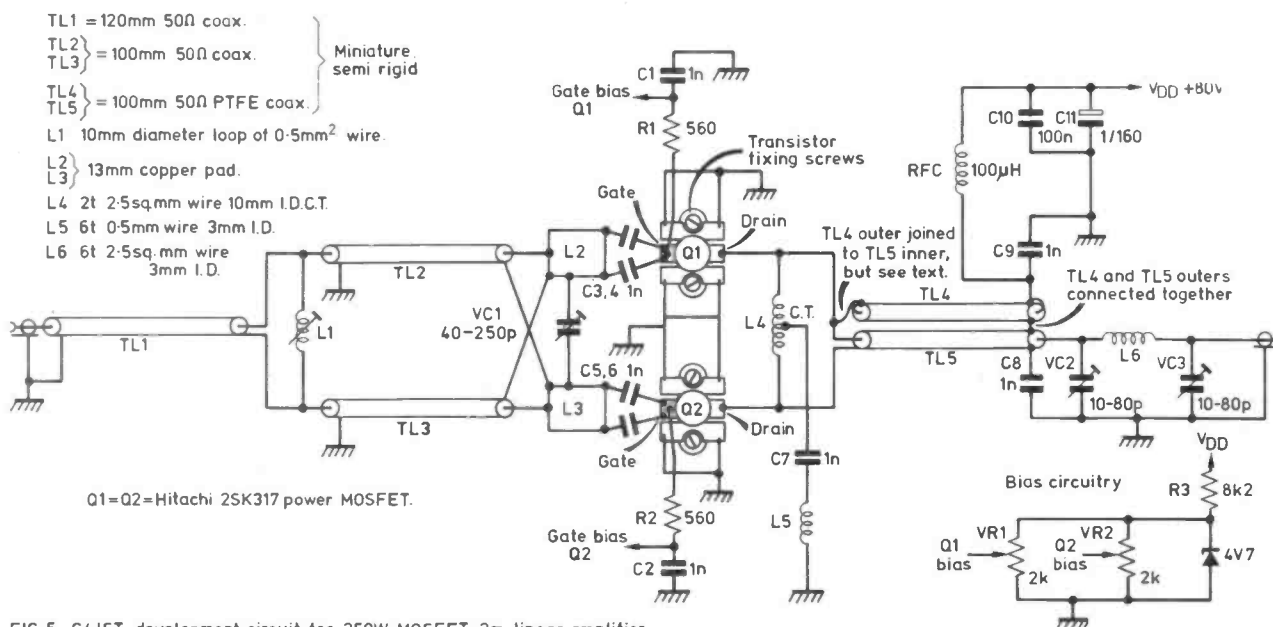 TL1 = 120mm 50Ω coax.
TL2
TL3 } = 100mm 50Ω coax.
TL4
TL5 } = 100mm 50Ω PTFE coax.
Miniature
semi rigid
L1 10mm diameter loop of 0·5mm² wire.
L2
L3 } 13mm copper pad.
L4 2t 2·5sq.mm wire 10mm I.D.C.T.
L5 6t 0·5mm wire 3mm I.D.
L6 6t 2·5sq.mm wire
3mm I.D.
C1
1n
Gate bias
Q1
R1
560
Transistor
fixing screws
Gate
Drain
Q1
TL4 outer joined
to TL5 inner,
but see text.
VDD +80V
C10
100n
C11
1/160
RFC
100μH
C9
1n
TL4 and TL5 outers
connected together
TL1
L1
TL2
TL3
VC1
40-250p
L2
C3,4 1n
C5,6 1n
L3
Q2
Gate
Drain
L4
C.T.
TL4
TL5
C8
1n
VC2
10-80p
L6
VC3
10-80p
C7
1n
L5
R2
560
Gate bias
Q2
C2
1n
Q1=Q2=Hitachi 2SK317 power MOSFET.
Bias circuitry
VDD
R3
8k2
VR1
Q1
bias
2k
VR2
Q2
bias
2k
4V7